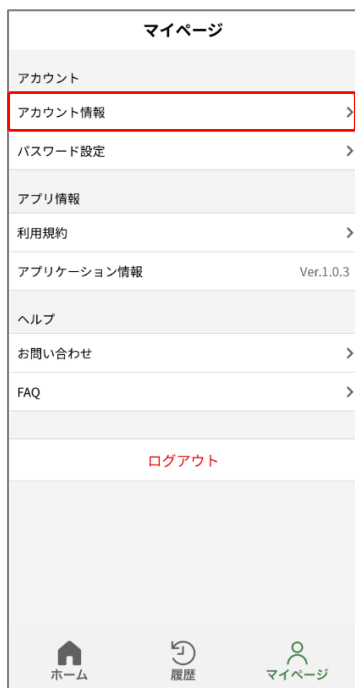 マイページ
アカウント
アカウント情報
パスワード設定
アプリ情報
利用規約
アプリケーション情報 Ver.1.0.3
ヘルプ
お問い合わせ
FAQ
ログアウト
ホーム 履歴 マイページ